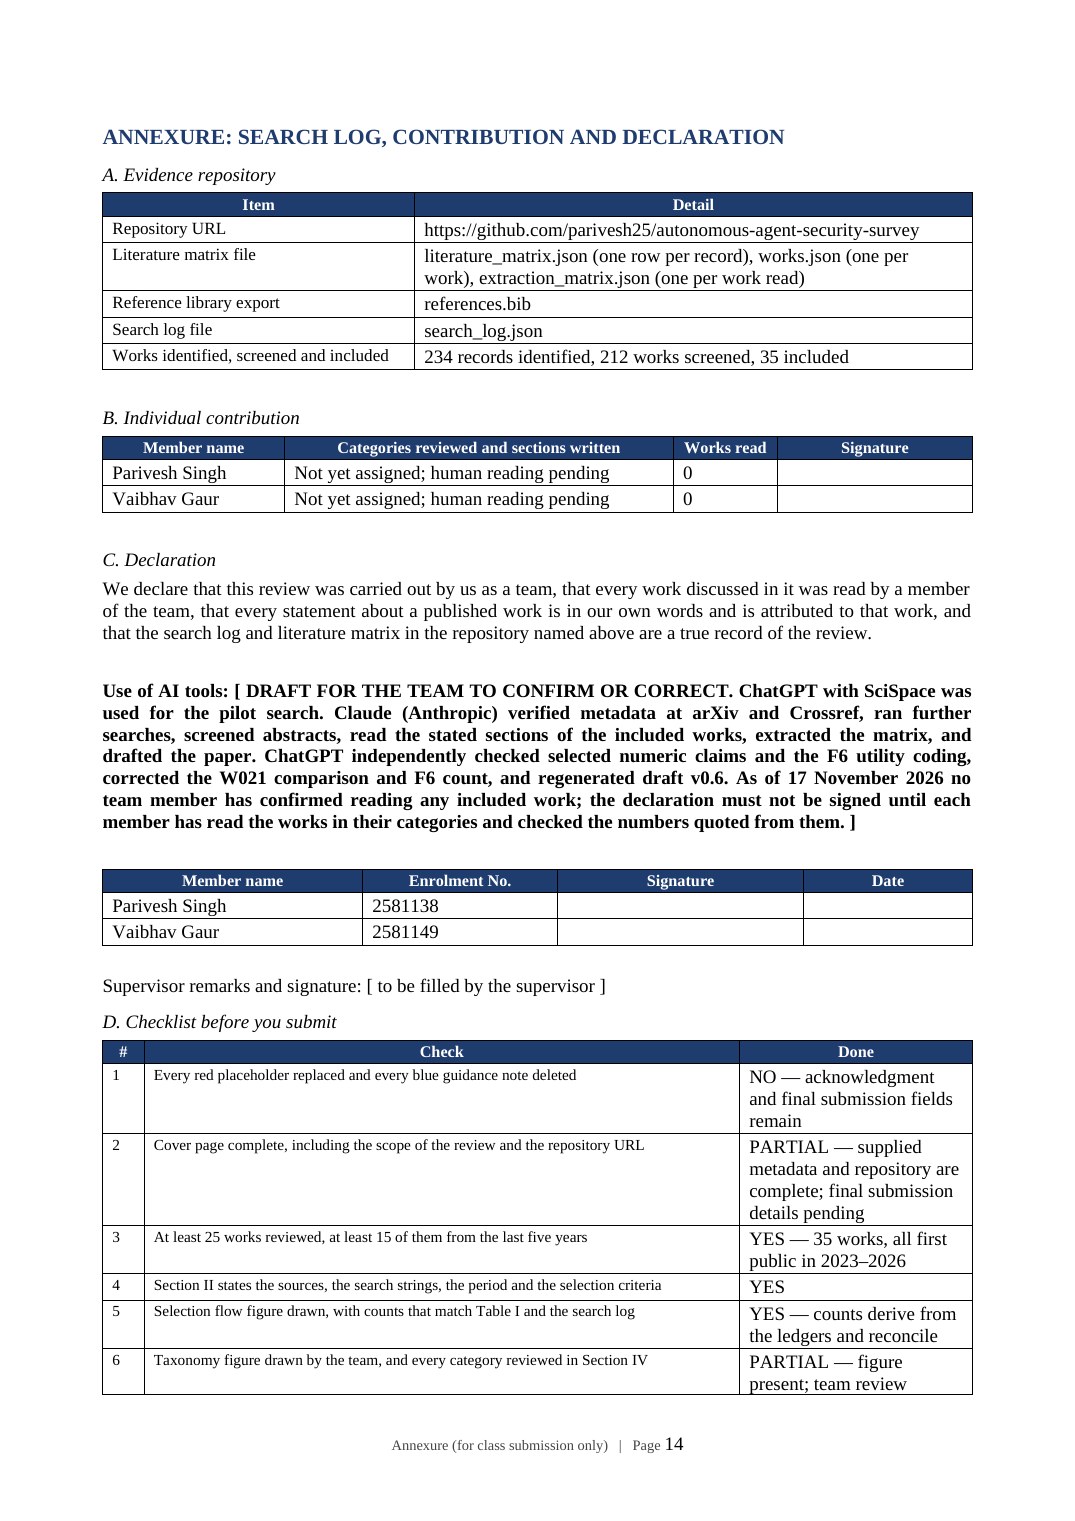 ANNEXURE: SEARCH LOG, CONTRIBUTION AND DECLARATION
A. Evidence repository
Item Detail
Repository URL https://github.com/parivesh25/autonomous-agent-security-survey
Literature matrix file literature_matrix.json (one row per record), works.json (one per
work), extraction_matrix.json (one per work read)
Reference library export references.bib
Search log file search_log.json
Works identified, screened and included 234 records identified, 212 works screened, 35 included
B. Individual contribution
Member name Categories reviewed and sections written Works read Signature
Parivesh Singh Not yet assigned; human reading pending 0
Vaibhav Gaur Not yet assigned; human reading pending 0
C. Declaration
We declare that this review was carried out by us as a team, that every work discussed in it was read by a member
of the team, that every statement about a published work is in our own words and is attributed to that work, and
that the search log and literature matrix in the repository named above are a true record of the review.
Use of AI tools: [ DRAFT FOR THE TEAM TO CONFIRM OR CORRECT. ChatGPT with SciSpace was
used for the pilot search. Claude (Anthropic) verified metadata at arXiv and Crossref, ran further
searches, screened abstracts, read the stated sections of the included works, extracted the matrix, and
drafted the paper. ChatGPT independently checked selected numeric claims and the F6 utility coding,
corrected the W021 comparison and F6 count, and regenerated draft v0.6. As of 17 November 2026 no
team member has confirmed reading any included work; the declaration must not be signed until each
member has read the works in their categories and checked the numbers quoted from them. ]
Member name Enrolment No. Signature Date
Parivesh Singh 2581138
Vaibhav Gaur 2581149
Supervisor remarks and signature: [ to be filled by the supervisor ]
D. Checklist before you submit
# Check Done
1 Every red placeholder replaced and every blue guidance note deleted NO — acknowledgment
and final submission fields
remain
2 Cover page complete, including the scope of the review and the repository URL PARTIAL — supplied
metadata and repository are
complete; final submission
details pending
3 At least 25 works reviewed, at least 15 of them from the last five years YES — 35 works, all first
public in 2023–2026
4 Section II states the sources, the search strings, the period and the selection criteria YES
5 Selection flow figure drawn, with counts that match Table I and the search log YES — counts derive from
the ledgers and reconcile
6 Taxonomy figure drawn by the team, and every category reviewed in Section IV PARTIAL — figure
present; team review
Annexure (for class submission only) | Page 14